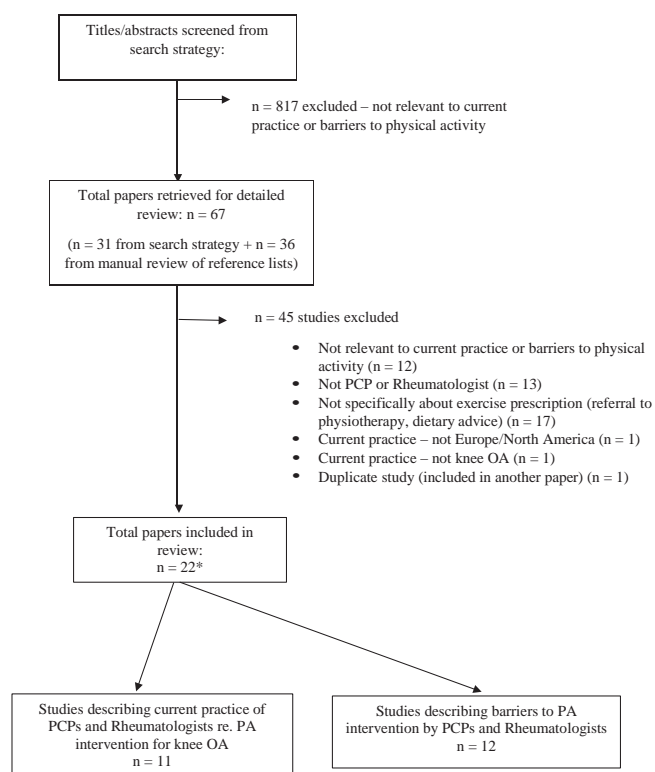 Titles/abstracts screened from
search strategy:
n = 817 excluded – not relevant to current
practice or barriers to physical activity
Total papers retrieved for detailed
review: n = 67
(n = 31 from search strategy + n = 36
from manual review of reference lists)
n = 45 studies excluded
• Not relevant to current practice or barriers to physical
activity (n = 12)
• Not PCP or Rheumatologist (n = 13)
• Not specifically about exercise prescription (referral to
physiotherapy, dietary advice) (n = 17)
• Current practice – not Europe/North America (n = 1)
• Current practice – not knee OA (n = 1)
• Duplicate study (included in another paper) (n = 1)
Total papers included in
review:
n = 22*
Studies describing current practice of
PCPs and Rheumatologists re. PA
intervention for knee OA
n = 11
Studies describing barriers to PA
intervention by PCPs and Rheumatologists
n = 12